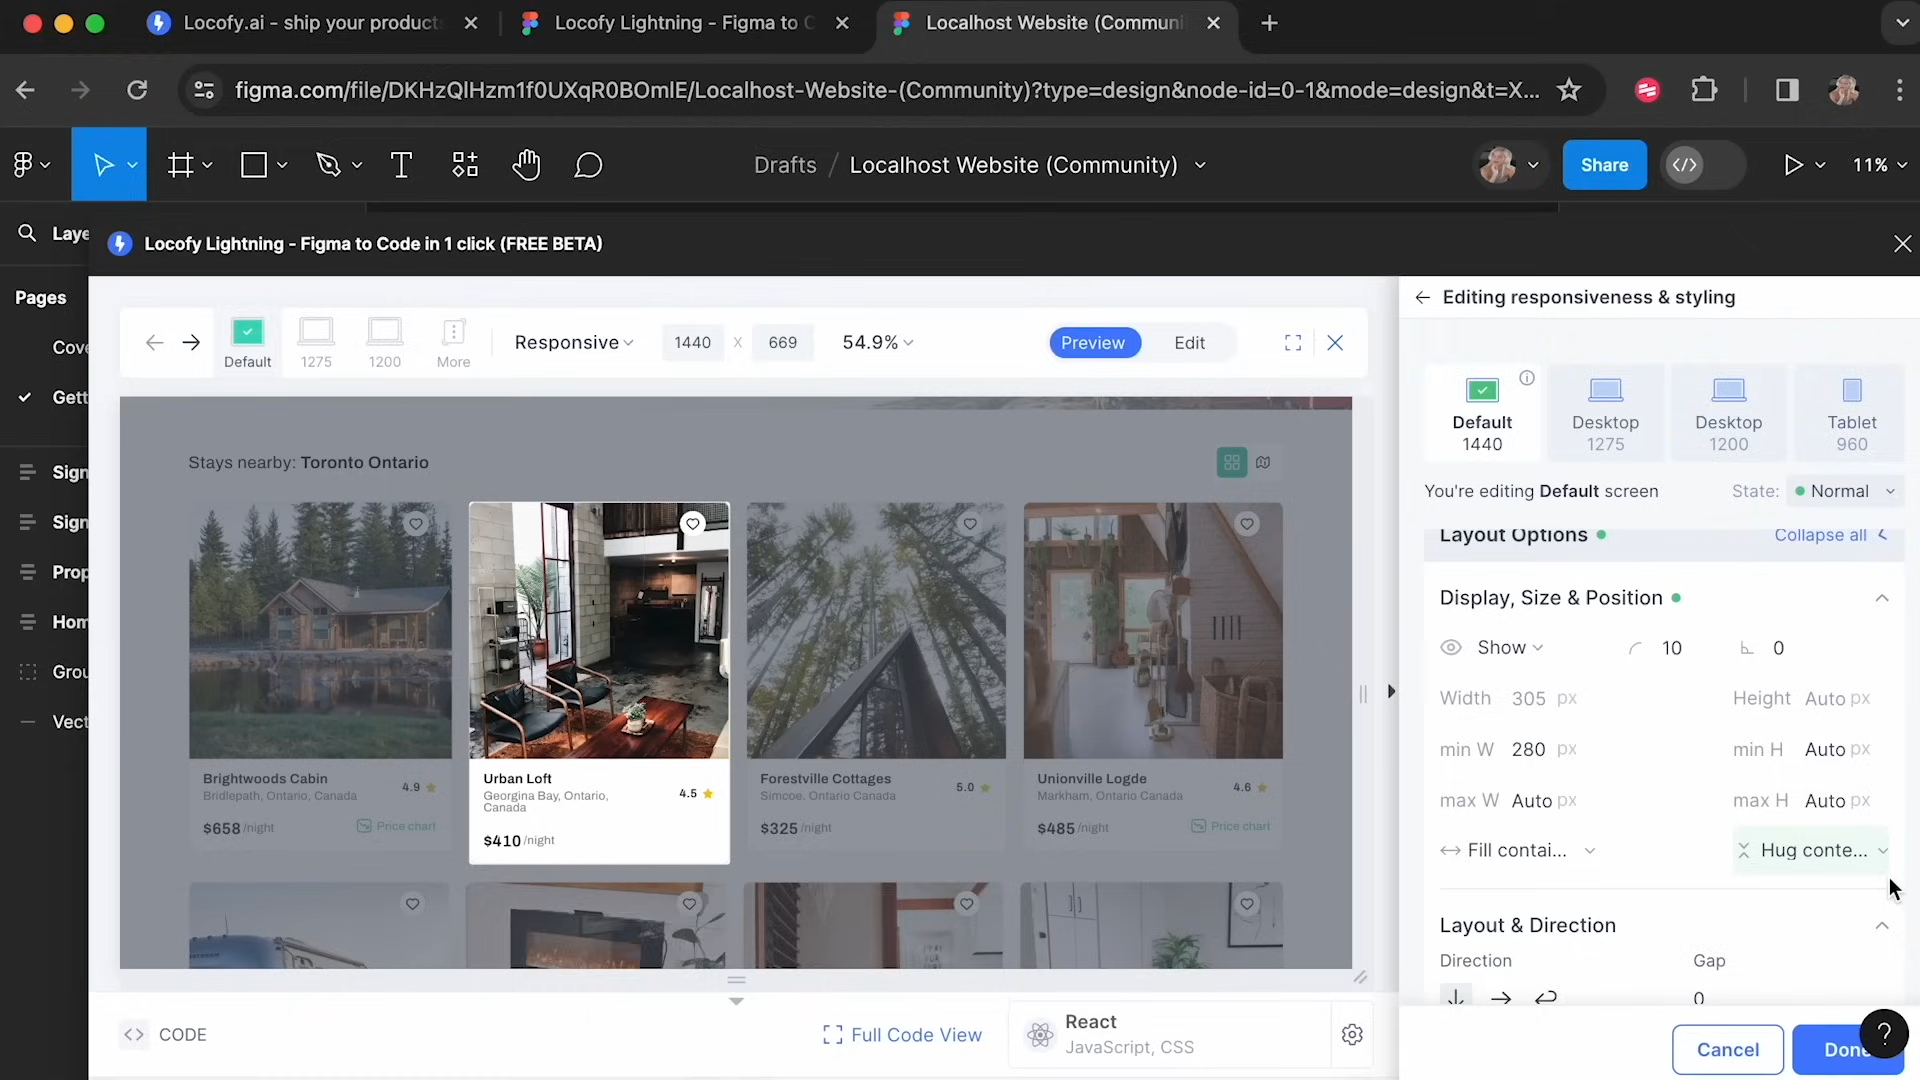 Locofy.ai - ship your product
Locofy Lightning - Figma to C
Localhost Website (Communi
figma.com/file/DKHzQlHzm1f0UXqR0BOmlE/Localhost-Website-(Community)?type=design&node-id=0-1&mode=design&t=X...
Drafts / Localhost Website (Community)
Share
11%
Laye
Locofy Lightning - Figma to Code in 1 click (FREE BETA)
Pages
Cove
Gett
Sign
Sign
Prop
Hom
Grou
Vect
Default
1275
1200
More
Responsive
1440 x 669
54.9%
Preview
Edit
Stays nearby: Toronto Ontario
Brightwoods Cabin
Bridlepath, Ontario, Canada
4.9
$658 /night
Price chart
Urban Loft
Georgina Bay, Ontario,
Canada
4.5
$410 /night
Forestville Cottages
Simcoe. Ontario Canada
5.0
$325 /night
Unionville Logde
Markham, Ontario Canada
4.6
$485 /night
Price chart
<> CODE
Full Code View
React
JavaScript, CSS
Editing responsiveness & styling
Default
1440
Desktop
1275
Desktop
1200
Tablet
960
You're editing Default screen
State: Normal
Layout Options
Collapse all
Display, Size & Position
Show
10
0
Width 305 px
Height Auto px
min W 280 px
min H Auto px
max W Auto px
max H Auto px
Fill contai...
Hug conte...
Layout & Direction
Direction
Gap
0
Cancel
Done
?